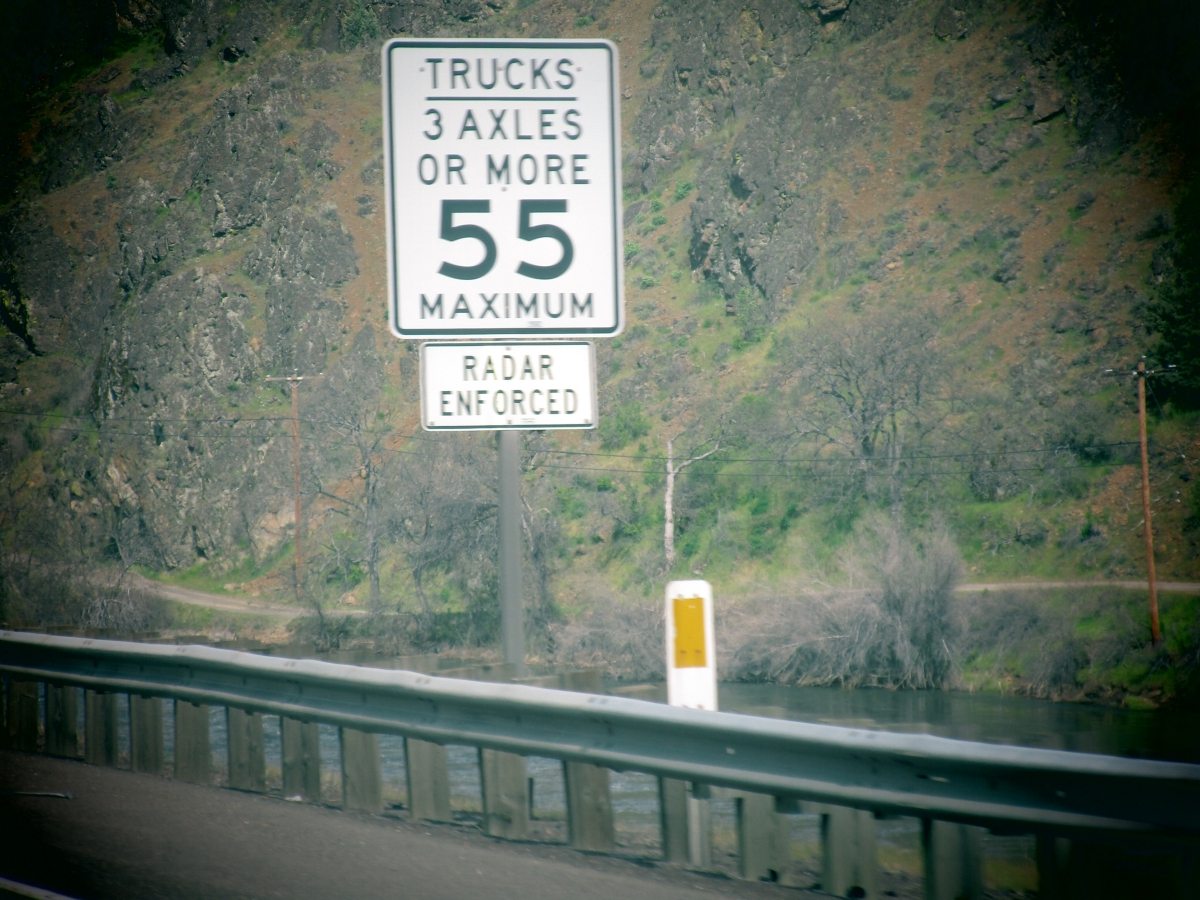 TRUCKS
3 AXLES
OR MORE
55
MAXIMUM
RADAR
ENFORCED